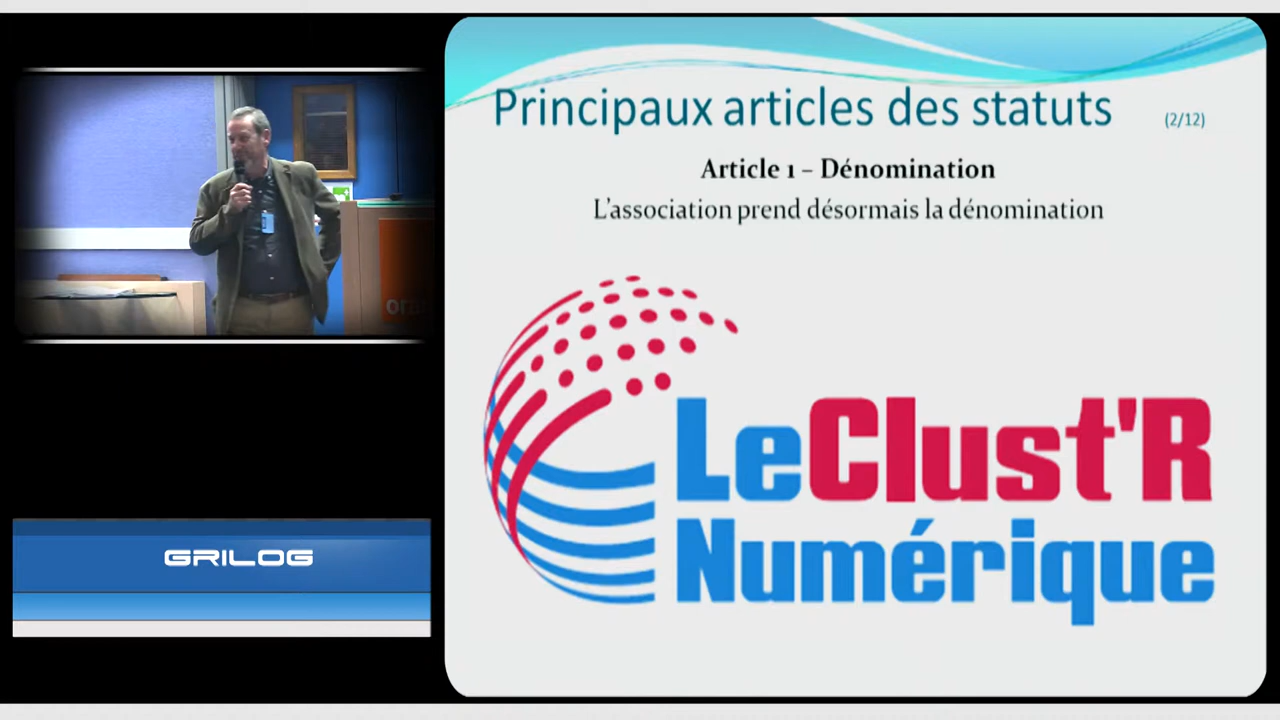 Principaux articles des statuts (2/12)
Article 1 – Dénomination
L'association prend désormais la dénomination
LeClust'R
Numérique
GRILOG